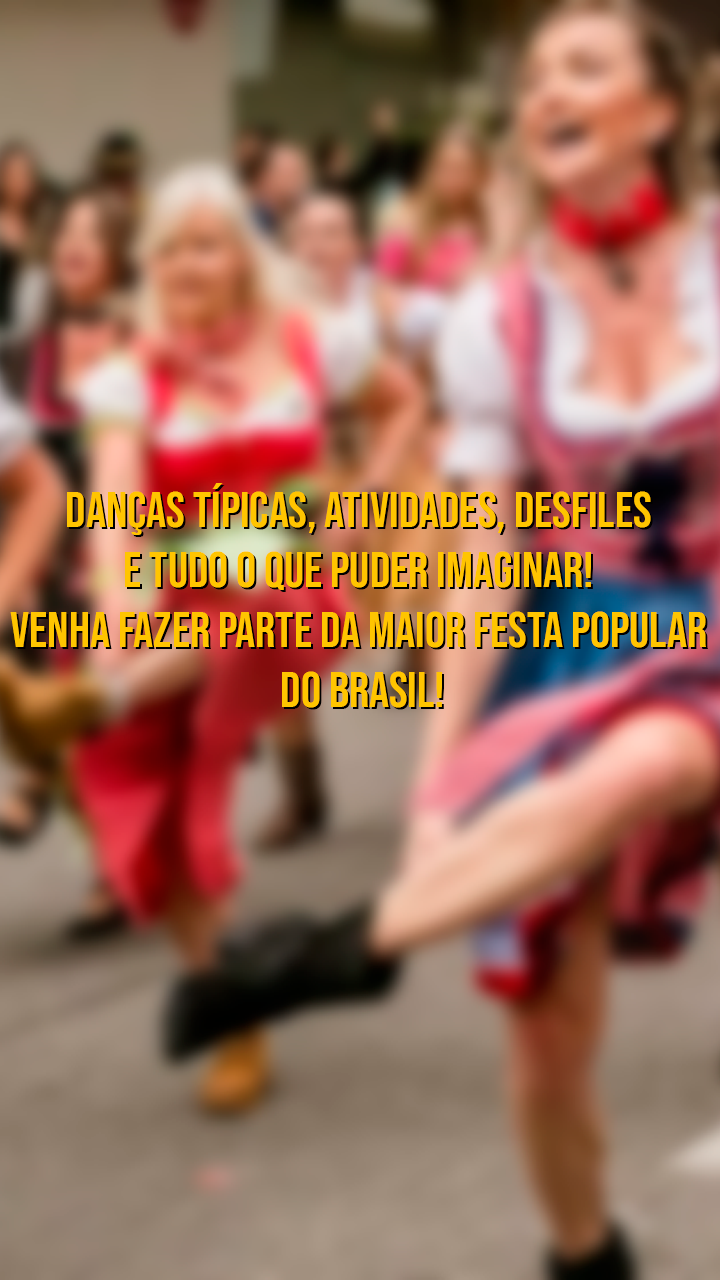 DANÇAS TÍPICAS, ATIVIDADES, DESFILES
E TUDO O QUE PUDER IMAGINAR!
VENHA FAZER PARTE DA MAIOR FESTA POPULAR
DO BRASIL!